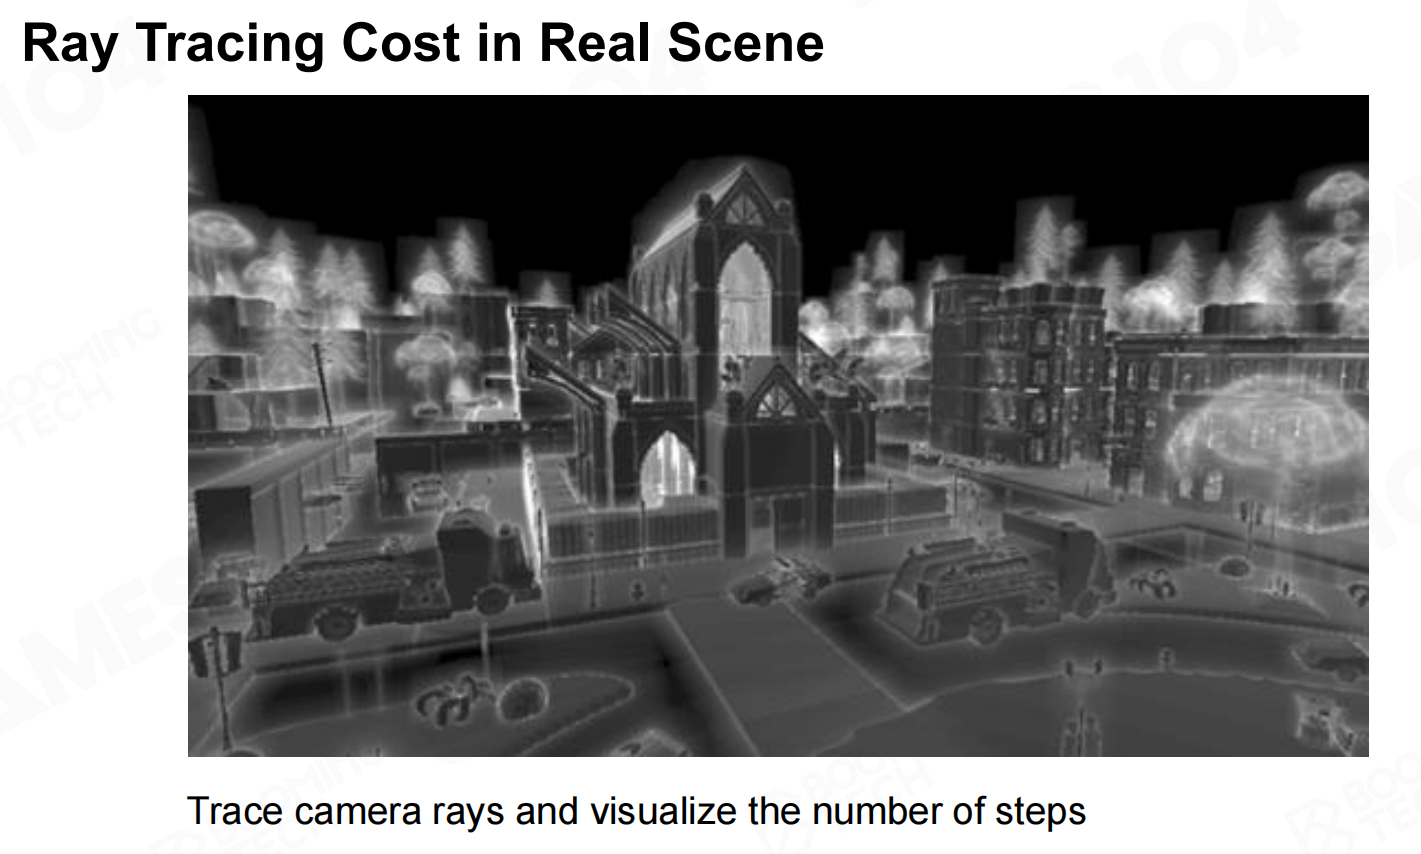 Ray Tracing Cost in Real Scene
Trace camera rays and visualize the number of steps